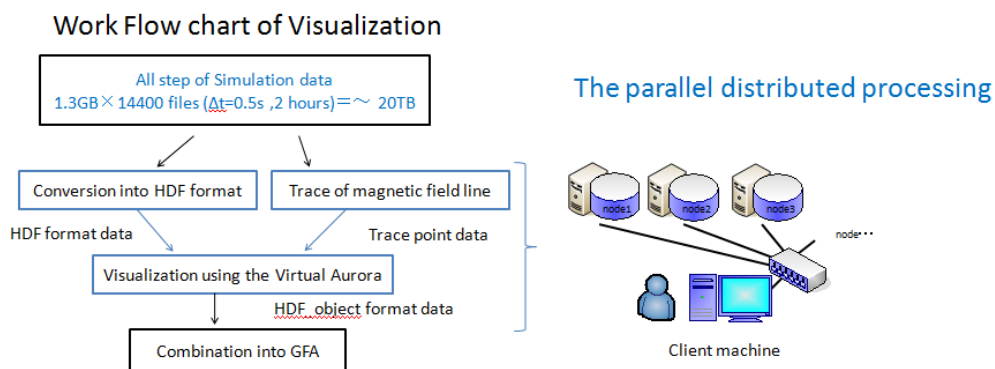 Work Flow chart of Visualization
All step of Simulation data
1.3GB×14400 files (Δt=0.5s ,2 hours)=~ 20TB
Conversion into HDF format
Trace of magnetic field line
HDF format data
Trace point data
Visualization using the Virtual Aurora
HDF_object format data
Combination into GFA
The parallel distributed processing
node1
node2
node3
node…
Client machine